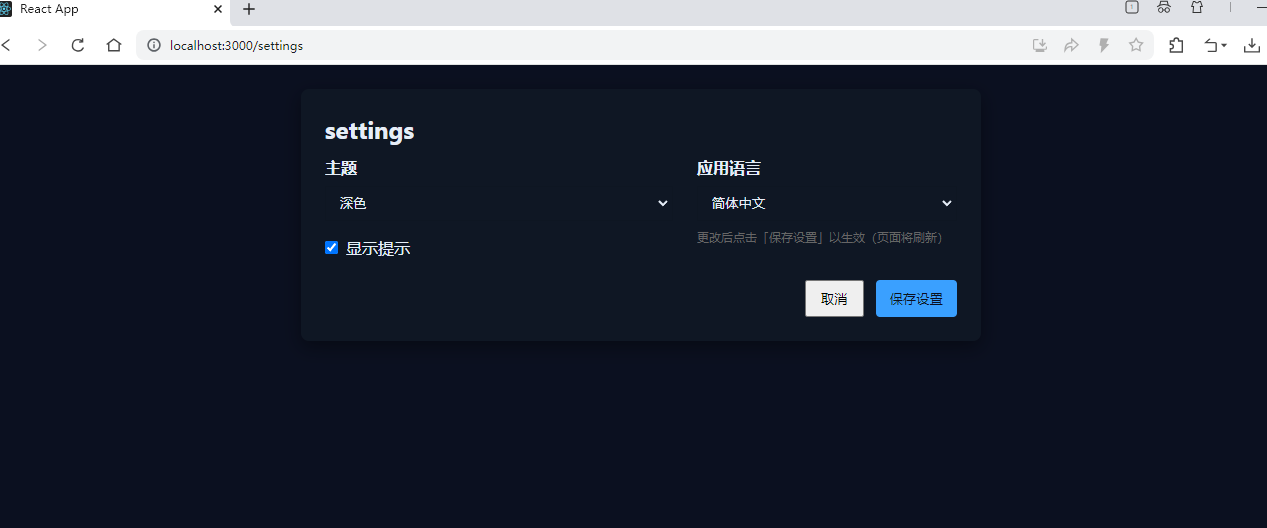 React App
localhost:3000/settings
settings
主题
应用语言
深色
简体中文
更改后点击「保存设置」以生效（页面将刷新）
显示提示
取消
保存设置